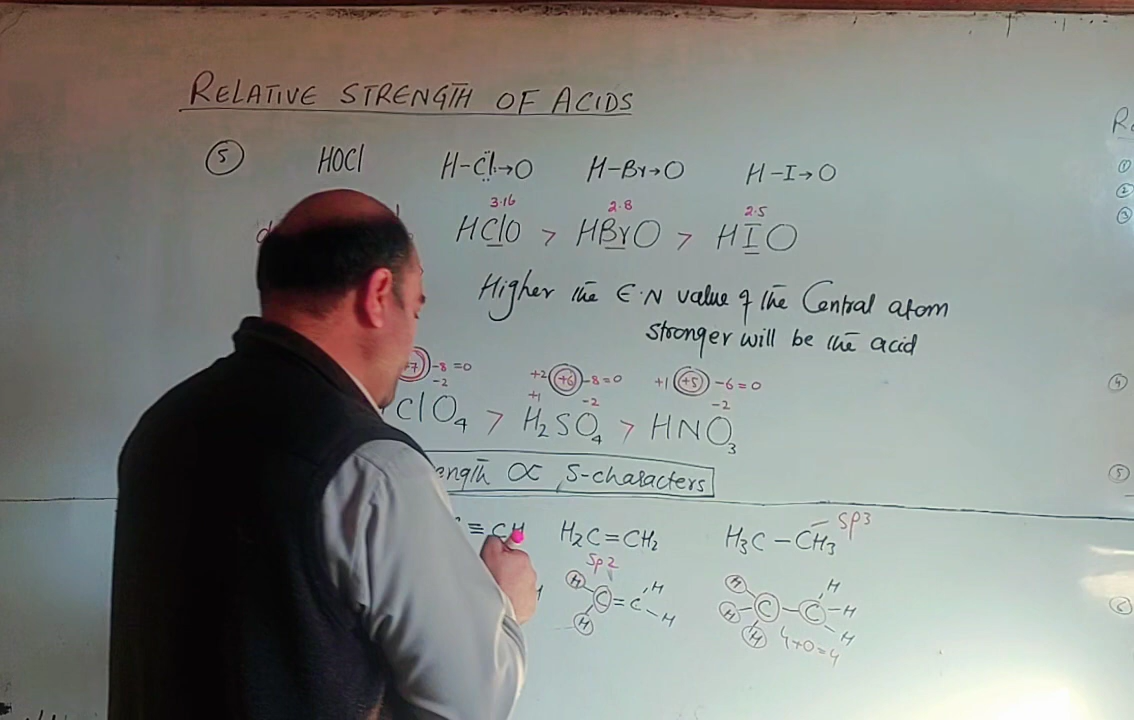 RELATIVE STRENGTH OF ACIDS
5 HOCl H-Cl→O H-Br→O H-I→O
3.16 2.8 2.5
HClO > HBrO > HIO
Higher the E.N value of the Central atom
stronger will be the acid
+7 -8=0 +2 +6 -8=0 +1 +5 -6=0
-2 +1 -2 -2
ClO4 > H2SO4 > HNO3
∝ S-characters
≡ CH H2C=CH2 H3C-CH3 SP3
SP2
H C=C H H C-C H
H H H H H
H H
4+0=4